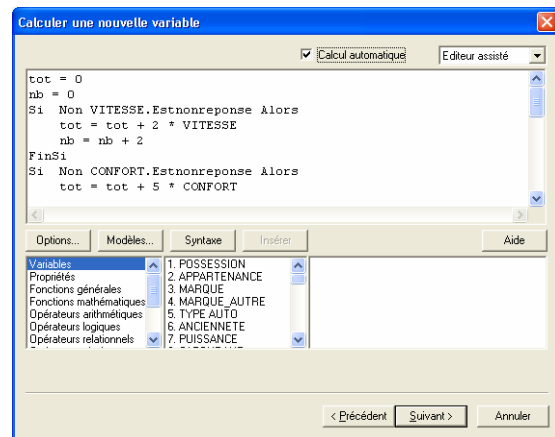 Calculer une nouvelle variable
Calcul automatique
Editeur assisté
tot = 0
nb = 0
Si Non VITESSE.Estnonreponse Alors
tot = tot + 2 * VITESSE
nb = nb + 2
FinSi
Si Non CONFORT.Estnonreponse Alors
tot = tot + 5 * CONFORT
Options...
Modèles...
Syntaxe
Insérer
Aide
Variables
Propriétés
Fonctions générales
Fonctions mathématiques
Opérateurs arithmétiques
Opérateurs logiques
Opérateurs relationnels
1. POSSESSION
2. APPARTENANCE
3. MARQUE
4. MARQUE_AUTRE
5. TYPE AUTO
6. ANCIENNETE
7. PUISSANCE
< Précédent
Suivant >
Annuler